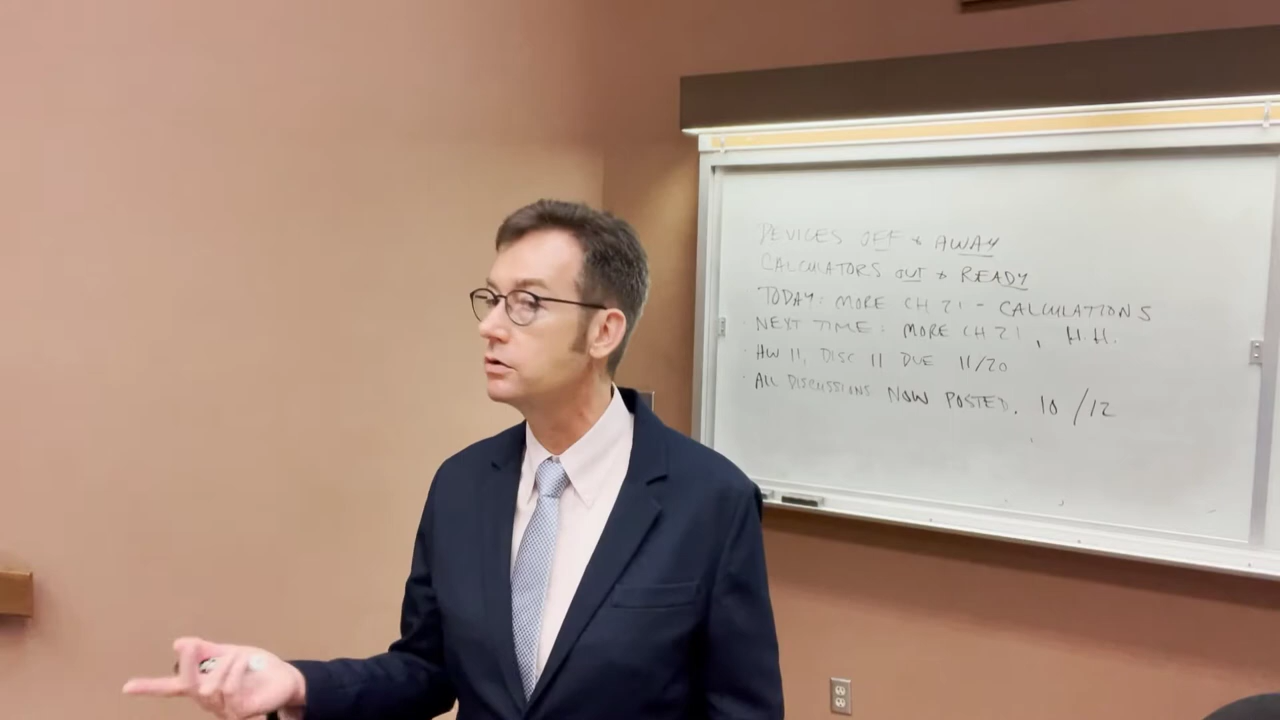 DEVICES OFF & AWAY
CALCULATORS OUT & READY
TODAY: MORE CH 21 - CALCULATIONS
· NEXT TIME: MORE CH 21, H.H.
· HW 11, DISC 11 DUE 11/20
· ALL DISCUSSIONS NOW POSTED. 10/12